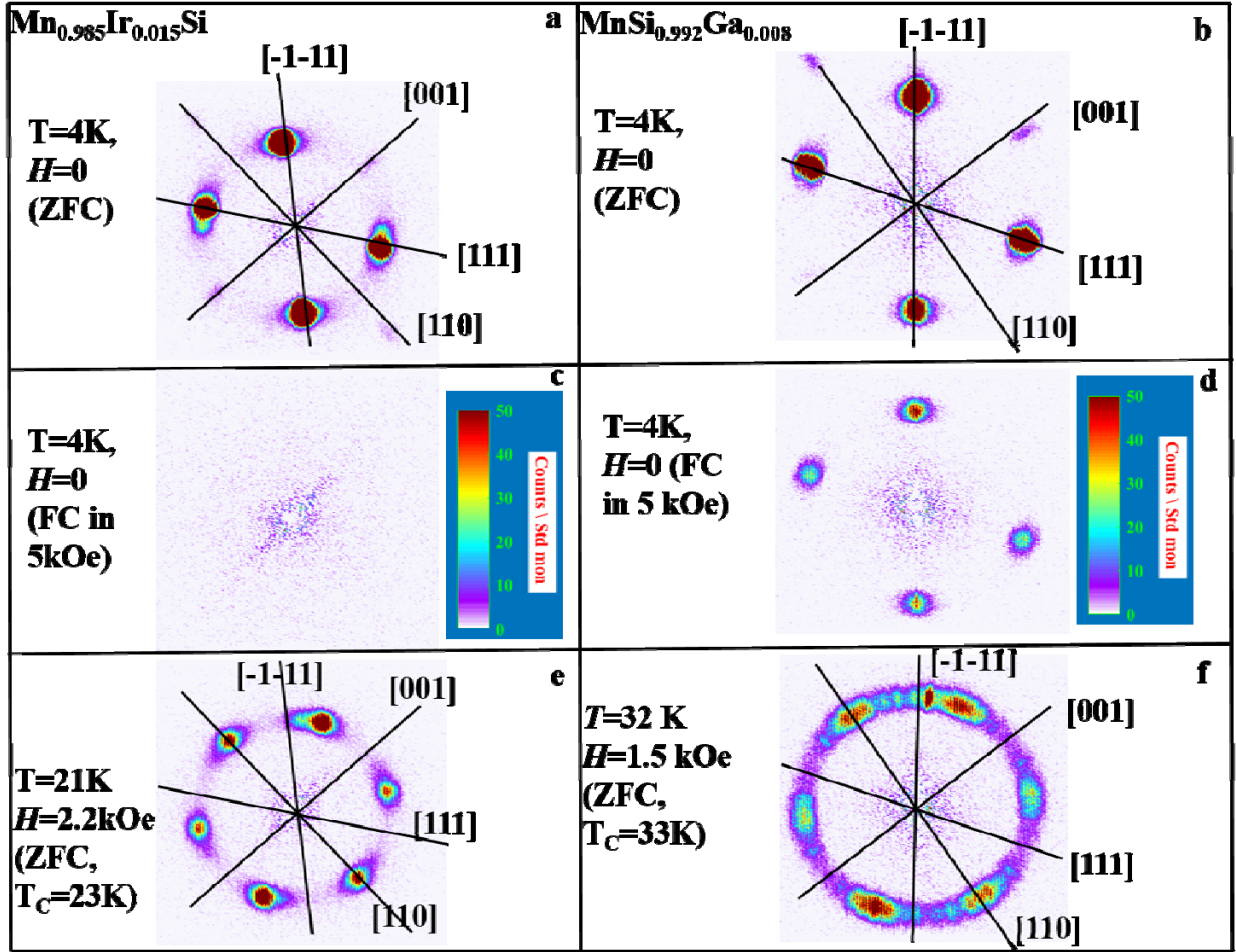 Mn0.985Ir0.015Si
a
[-1-11]
[001]
T=4K,
H=0
(ZFC)
[111]
[110]
MnSi0.992Ga0.008
b
[-1-11]
[001]
T=4K,
H=0
(ZFC)
[111]
[110]
c
T=4K,
H=0
(FC in
5kOe)
50
40
30
20
10
0
Counts \ Std mon
d
T=4K,
H=0 (FC
in 5 kOe)
50
40
30
20
10
0
Counts \ Std mon
e
[-1-11]
[001]
T=21K
H=2.2kOe
(ZFC,
TC=23K)
[111]
[110]
f
[-1-11]
[001]
T=32 K
H=1.5 kOe
(ZFC,
TC=33K)
[111]
[110]